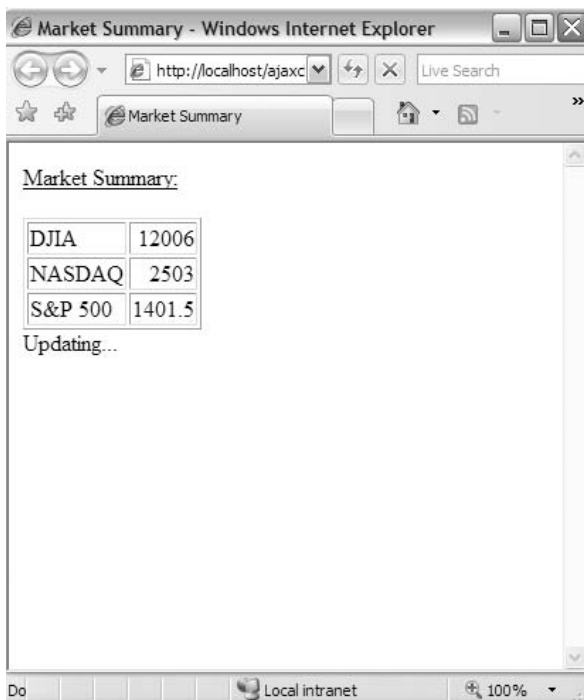 Market Summary - Windows Internet Explorer
http://localhost/ajaxc
Live Search
Market Summary
»
Market Summary:
DJIA 12006
NASDAQ 2503
S&P 500 1401.5
Updating...
Do
Local intranet
100%